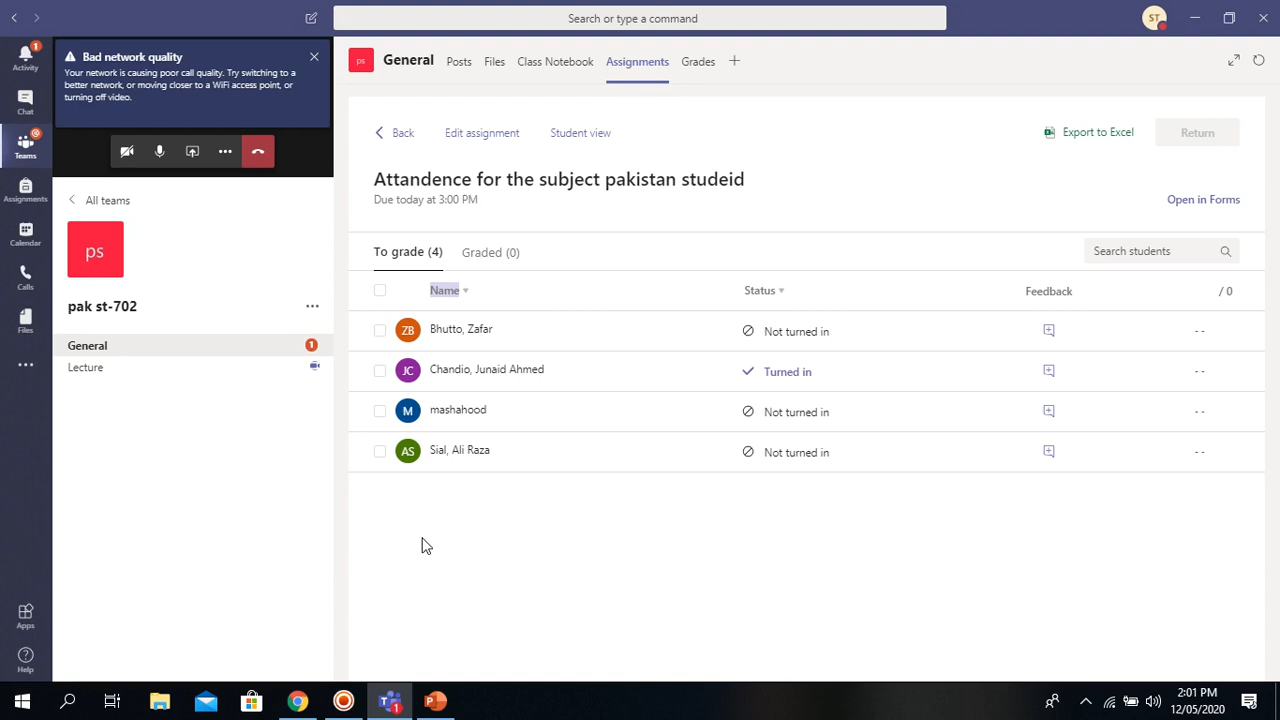 Search or type a command
ST
Activity
1
Chat
Teams
Assignments
Calendar
Calls
Files
Apps
Help
Bad network quality
Your network is causing poor call quality. Try switching to
a better network, or moving closer to a WiFi access point, or
turning off video.
All teams
ps
pak st-702
General
1
Lecture
ps
General
Posts
Files
Class Notebook
Assignments
Grades
Back
Edit assignment
Student view
Export to Excel
Return
Attandence for the subject pakistan studeid
Due today at 3:00 PM
Open in Forms
To grade (4)
Graded (0)
Search students
Name
Status
Feedback
/ 0
ZB
Bhutto, Zafar
Not turned in
- -
JC
Chandio, Junaid Ahmed
Turned in
- -
M
mashahood
Not turned in
- -
AS
Sial, Ali Raza
Not turned in
- -
1
2:01 PM
12/05/2020